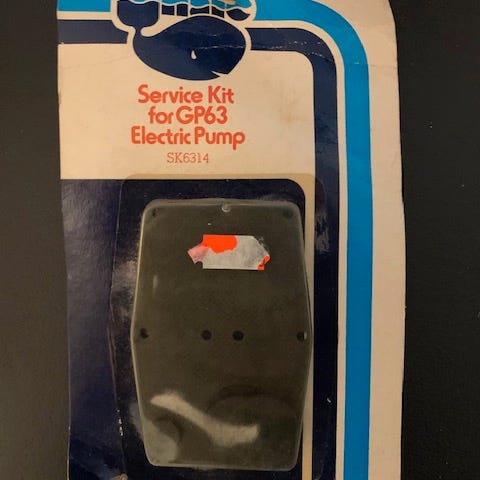 Service Kit
for GP63
Electric Pump
SK6314